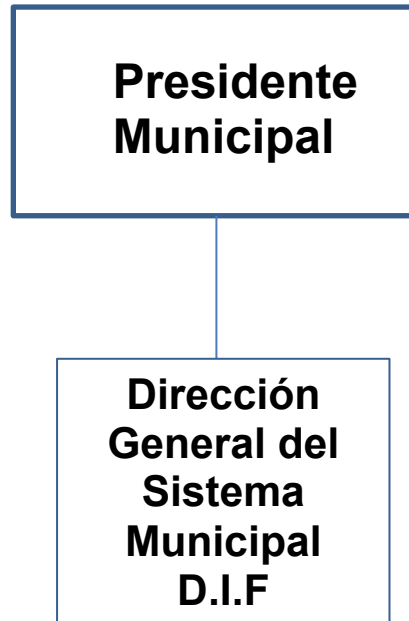 Presidente
Municipal
Dirección
General del
Sistema
Municipal
D.I.F